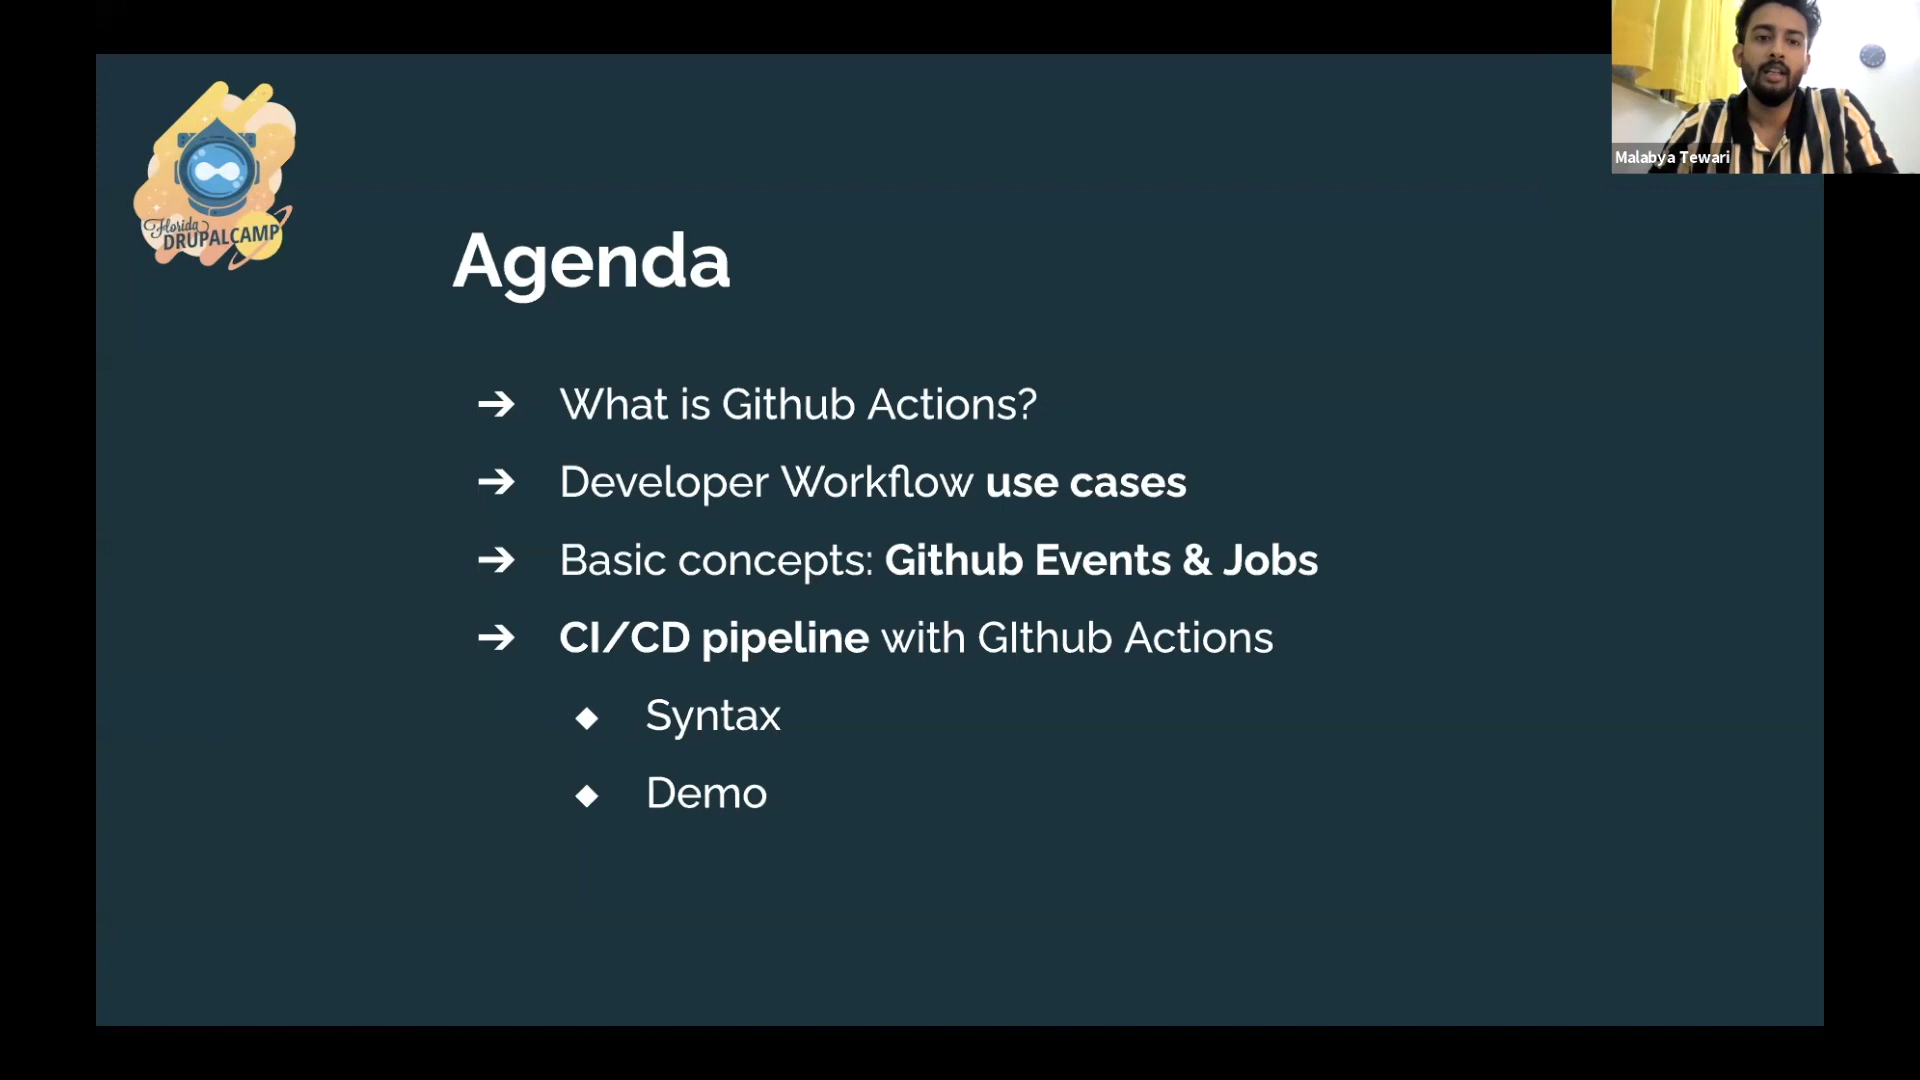 Florida
DRUPALCAMP
Malabya Tewari
Agenda
➔ What is Github Actions?
➔ Developer Workflow use cases
➔ Basic concepts: Github Events & Jobs
➔ CI/CD pipeline with GIthub Actions
◆ Syntax
◆ Demo